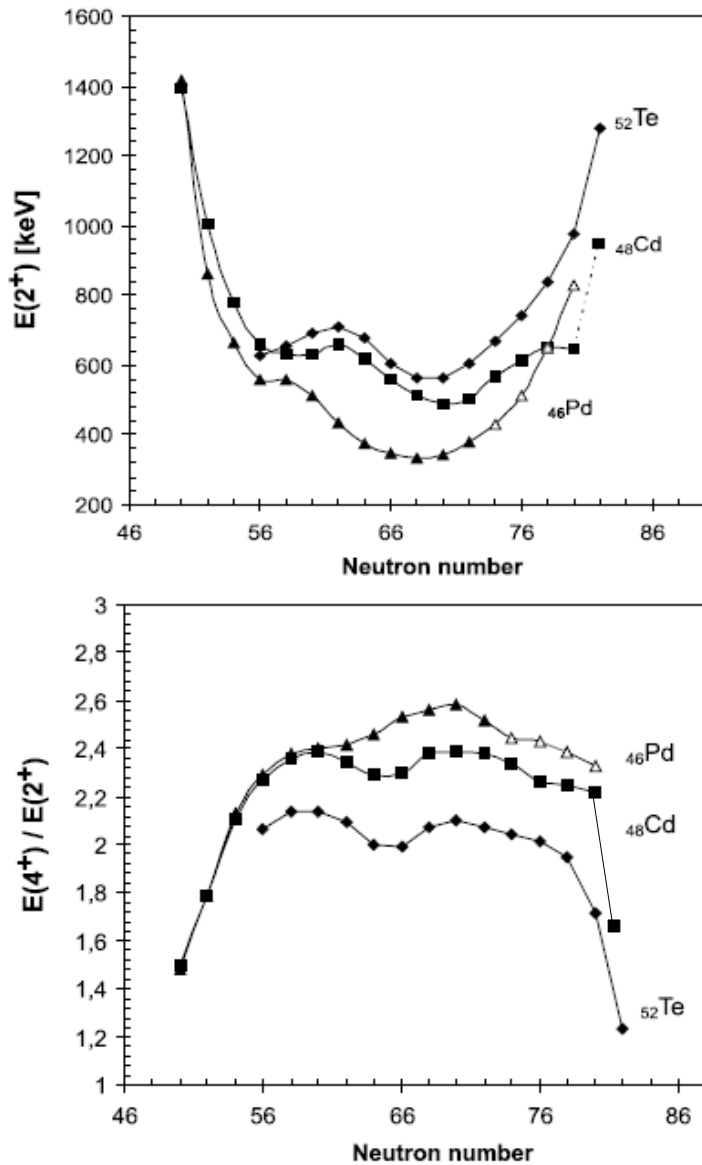 1600
1400
1200
1000
800
600
400
200
E(2+) [keV]
52Te
48Cd
46Pd
46 56 66 76 86
Neutron number
3
2,8
2,6
2,4
2,2
2
1,8
1,6
1,4
1,2
1
E(4+) / E(2+)
46Pd
48Cd
52Te
46 56 66 76 86
Neutron number